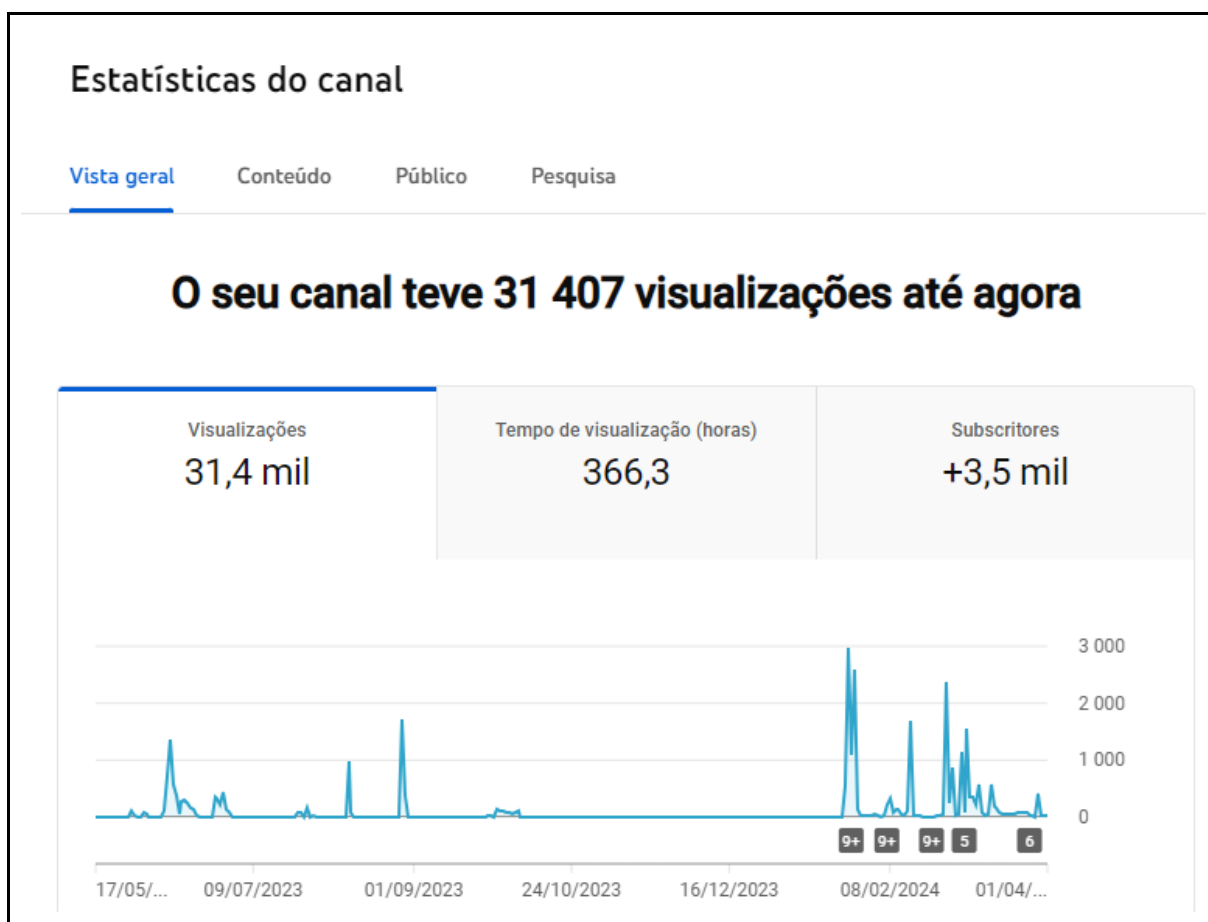 Estatísticas do canal
Vista geral Conteúdo Público Pesquisa
O seu canal teve 31 407 visualizações até agora
Visualizações Tempo de visualização (horas) Subscritores
31,4 mil 366,3 +3,5 mil
3 000
2 000
1 000
0
9+ 9+ 9+ 5 6
17/05/... 09/07/2023 01/09/2023 24/10/2023 16/12/2023 08/02/2024 01/04/...